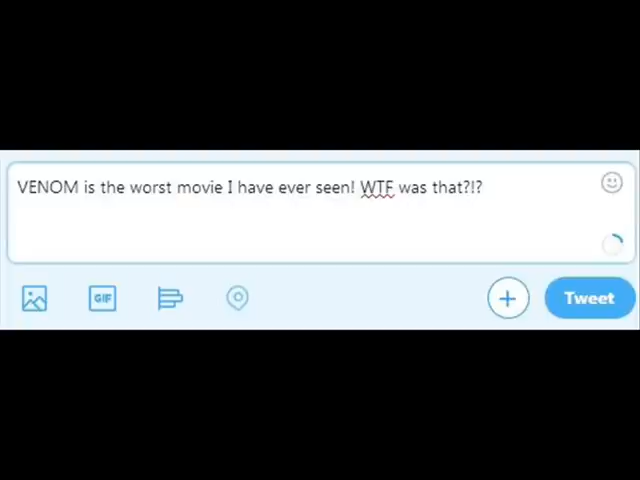 VENOM is the worst movie I have ever seen! WTF was that?!?
GIF
Tweet